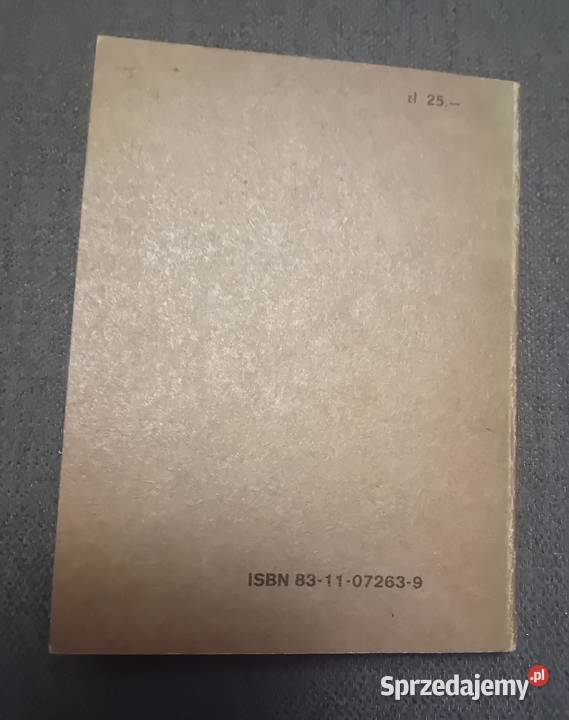 zł 25,—
ISBN 83-11-07263-9
Sprzedajemy.pl